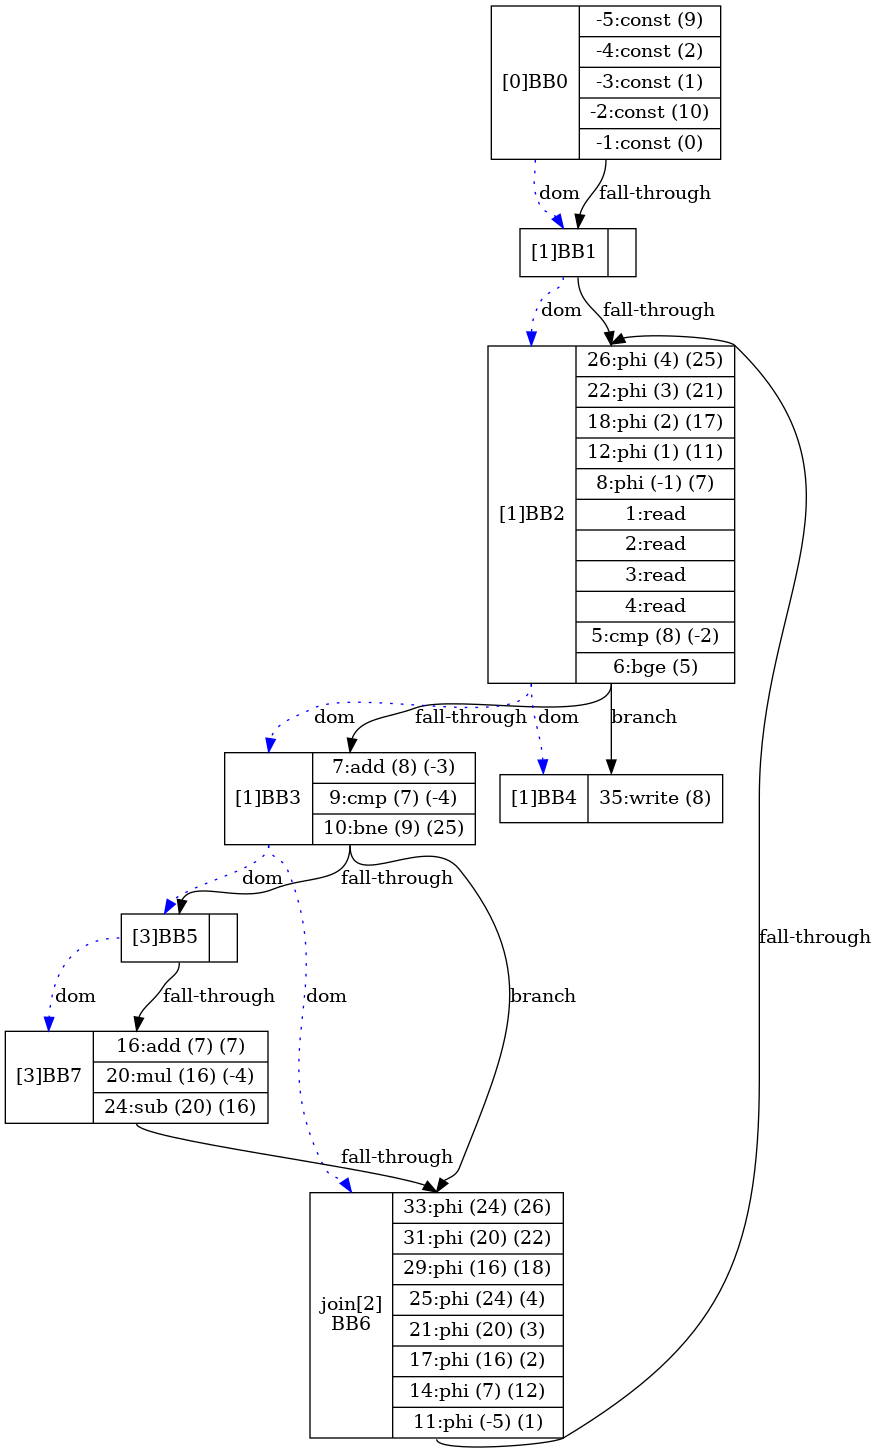 [0]BB0
-5:const (9)
-4:const (2)
-3:const (1)
-2:const (10)
-1:const (0)
dom
fall-through
[1]BB1
dom
fall-through
[1]BB2
26:phi (4) (25)
22:phi (3) (21)
18:phi (2) (17)
12:phi (1) (11)
8:phi (-1) (7)
1:read
2:read
3:read
4:read
5:cmp (8) (-2)
6:bge (5)
dom
fall-through
dom
branch
[1]BB3
7:add (8) (-3)
9:cmp (7) (-4)
10:bne (9) (25)
[1]BB4
35:write (8)
dom
fall-through
[3]BB5
fall-through
dom
fall-through
dom
branch
[3]BB7
16:add (7) (7)
20:mul (16) (-4)
24:sub (20) (16)
fall-through
join[2]
BB6
33:phi (24) (26)
31:phi (20) (22)
29:phi (16) (18)
25:phi (24) (4)
21:phi (20) (3)
17:phi (16) (2)
14:phi (7) (12)
11:phi (-5) (1)